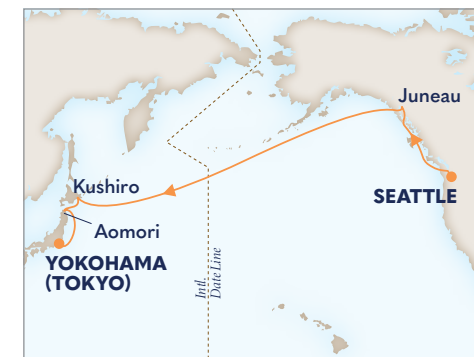 Juneau
Kushiro
SEATTLE
Aomori
YOKOHAMA
(TOKYO)
Intl.
Date Line